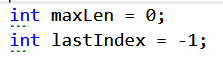 int maxLen = 0;
int lastIndex = -1;